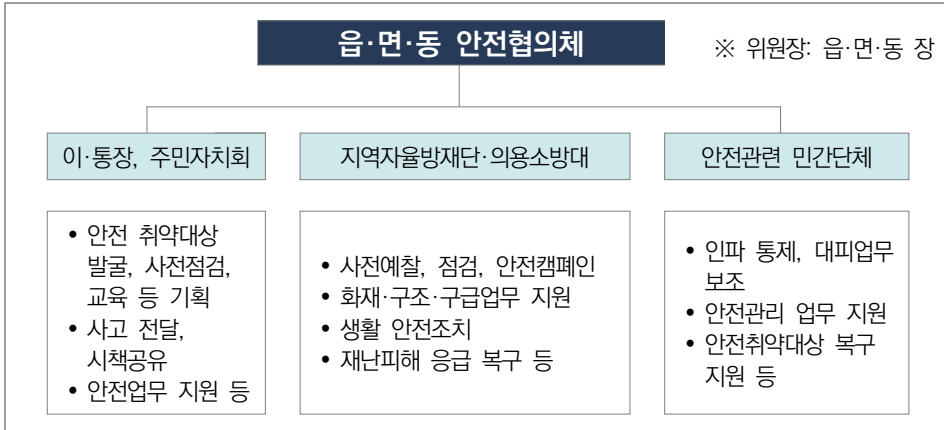 읍·면·동 안전협의체
※ 위원장: 읍·면·동 장
이·통장, 주민자치회
• 안전 취약대상
발굴, 사전점검,
교육 등 기획
• 사고 전달,
시책공유
• 안전업무 지원 등
지역자율방재단·의용소방대
• 사전예찰, 점검, 안전캠페인
• 화재·구조·구급업무 지원
• 생활 안전조치
• 재난피해 응급 복구 등
안전관련 민간단체
• 인파 통제, 대피업무
보조
• 안전관리 업무 지원
• 안전취약대상 복구
지원 등